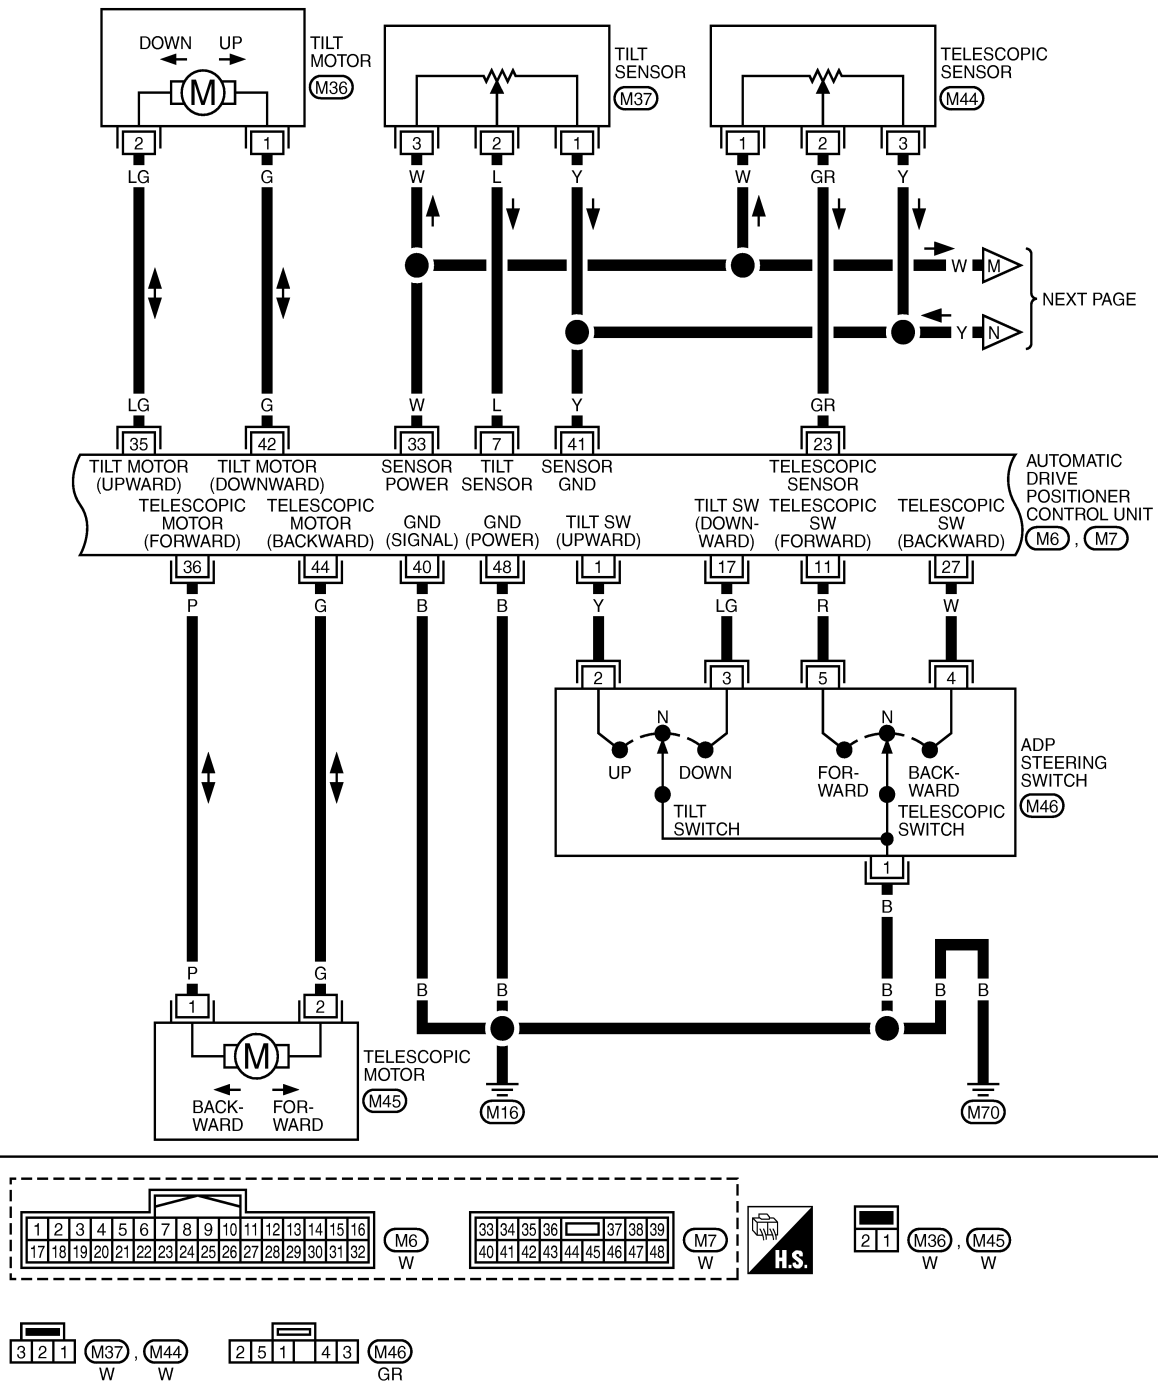 DOWN UP
M
TILT
MOTOR
M36
TILT
SENSOR
M37
TELESCOPIC
SENSOR
M44
2 1 3 2 1 1 2 3
LG G W L Y W GR Y
W M
NEXT PAGE
Y N
LG G W L Y GR
35 42 33 7 41 23
TILT MOTOR
(UPWARD)
TILT MOTOR
(DOWNWARD)
SENSOR
POWER
TILT
SENSOR
SENSOR
GND
TELESCOPIC
SENSOR
TELESCOPIC
MOTOR
(FORWARD)
TELESCOPIC
MOTOR
(BACKWARD)
GND
(SIGNAL)
GND
(POWER)
TILT SW
(UPWARD)
TILT SW
(DOWN-
WARD)
TELESCOPIC
SW
(FORWARD)
TELESCOPIC
SW
(BACKWARD)
AUTOMATIC
DRIVE
POSITIONER
CONTROL UNIT
M6 , M7
36 44 40 48 1 17 11 27
P G B B Y LG R W
2 3 5 4
N N
UP DOWN
FOR-
WARD
BACK-
WARD
TILT
SWITCH
TELESCOPIC
SWITCH
ADP
STEERING
SWITCH
M46
1
B
P G B B B B B
1 2
M
BACK-
WARD
FOR-
WARD
TELESCOPIC
MOTOR
M45
M16
M70
1 2 3 4 5 6 7 8 9 10 11 12 13 14 15 16
17 18 19 20 21 22 23 24 25 26 27 28 29 30 31 32
M6
W
33 34 35 36 37 38 39
40 41 42 43 44 45 46 47 48
M7
W
H.S.
2 1
M36 , M45
W W
3 2 1
M37 , M44
W W
2 5 1 4 3
M46
GR